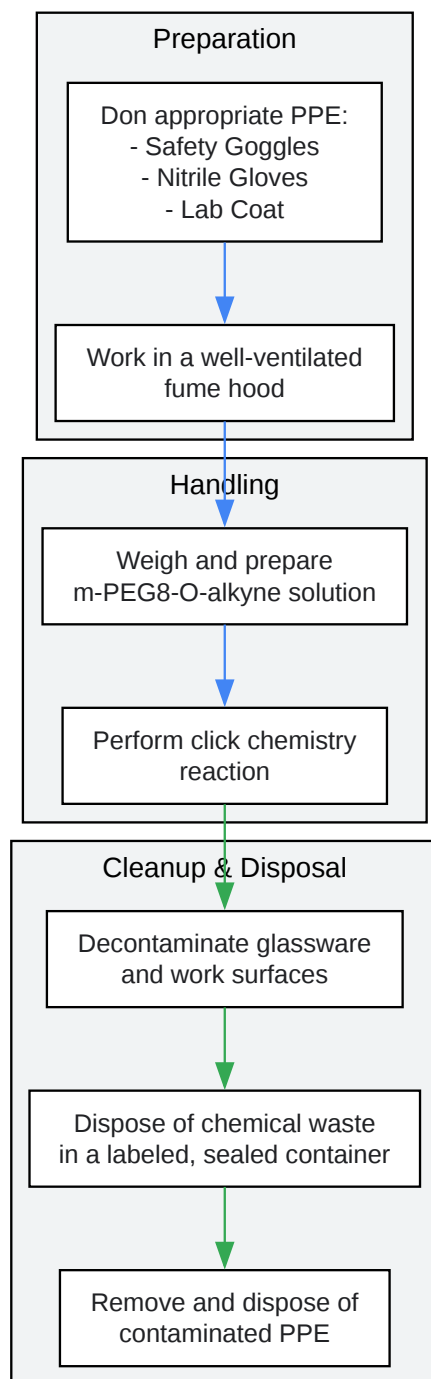 Preparation
Don appropriate PPE:
- Safety Goggles
- Nitrile Gloves
- Lab Coat
Work in a well-ventilated
fume hood
Handling
Weigh and prepare
m-PEG8-O-alkyne solution
Perform click chemistry
reaction
Cleanup & Disposal
Decontaminate glassware
and work surfaces
Dispose of chemical waste
in a labeled, sealed container
Remove and dispose of
contaminated PPE